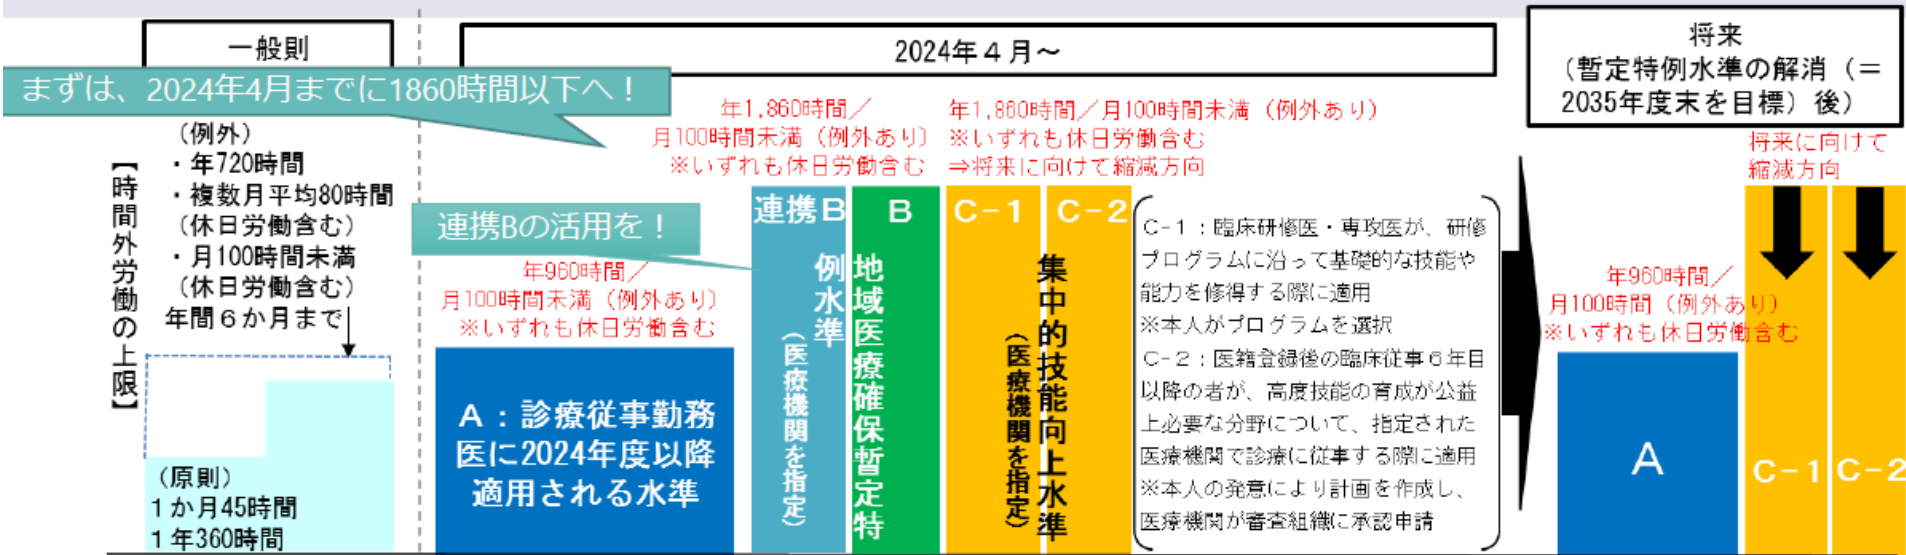 一般則
2024年４月～
将来
（暫定特例水準の解消（＝
2035年度末を目標）後）
まずは、2024年4月までに1860時間以下へ！
【時間外労働の上限】
（例外）
・年720時間
・複数月平均80時間
（休日労働含む）
・月100時間未満
（休日労働含む）
年間６か月まで
（原則）
１か月45時間
１年360時間
連携Bの活用を！
年960時間／
月100時間未満（例外あり）
※いずれも休日労働含む
Ａ：診療従事勤務
医に2024年度以降
適用される水準
年1,860時間／
月100時間未満（例外あり）
※いずれも休日労働含む
年1,860時間／月100時間未満（例外あり）
※いずれも休日労働含む
⇒将来に向けて縮減方向
連携Ｂ
Ｂ
地域医療確保暫定特
例水準
（医療機関を指定）
Ｃ-１
Ｃ-２
集中的技能向上水準
（医療機関を指定）
Ｃ-１：臨床研修医・専攻医が、研修
プログラムに沿って基礎的な技能や
能力を修得する際に適用
※本人がプログラムを選択
Ｃ-２：医籍登録後の臨床従事６年目
以降の者が、高度技能の育成が公益
上必要な分野について、指定された
医療機関で診療に従事する際に適用
※本人の発意により計画を作成し、
医療機関が審査組織に承認申請
将来に向けて
縮減方向
年960時間／
月100時間（例外あり）
※いずれも休日労働含む
Ａ
Ｃ-１
Ｃ-２